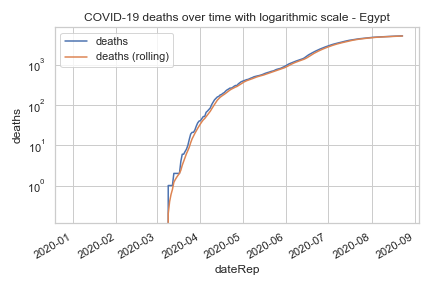 COVID-19 deaths over time with logarithmic scale - Egypt
deaths
deaths (rolling)
10³
10²
10¹
10⁰
deaths
2020-01
2020-02
2020-03
2020-04
2020-05
2020-06
2020-07
2020-08
2020-09
dateRep